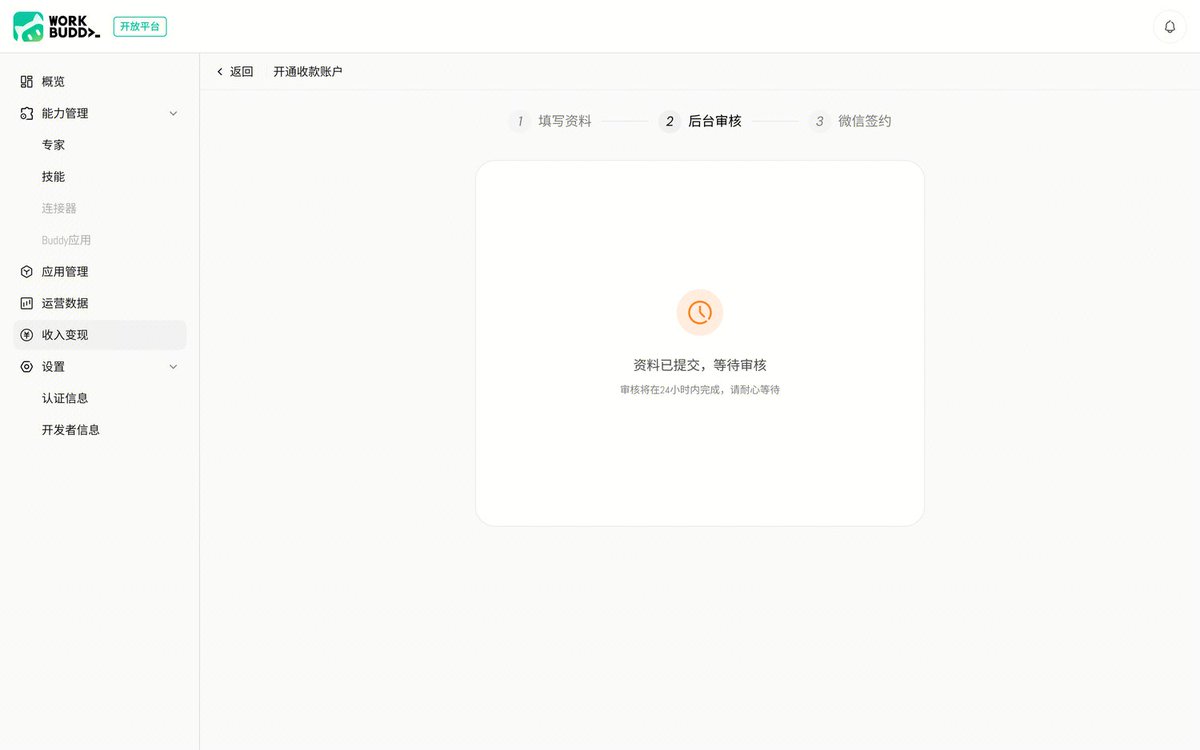 WORK
BUDDY
开放平台
概览
能力管理
专家
技能
连接器
Buddy应用
应用管理
运营数据
收入变现
设置
认证信息
开发者信息
返回 开通收款账户
1 填写资料 2 后台审核 3 微信签约
资料已提交，等待审核
审核将在24小时内完成，请耐心等待